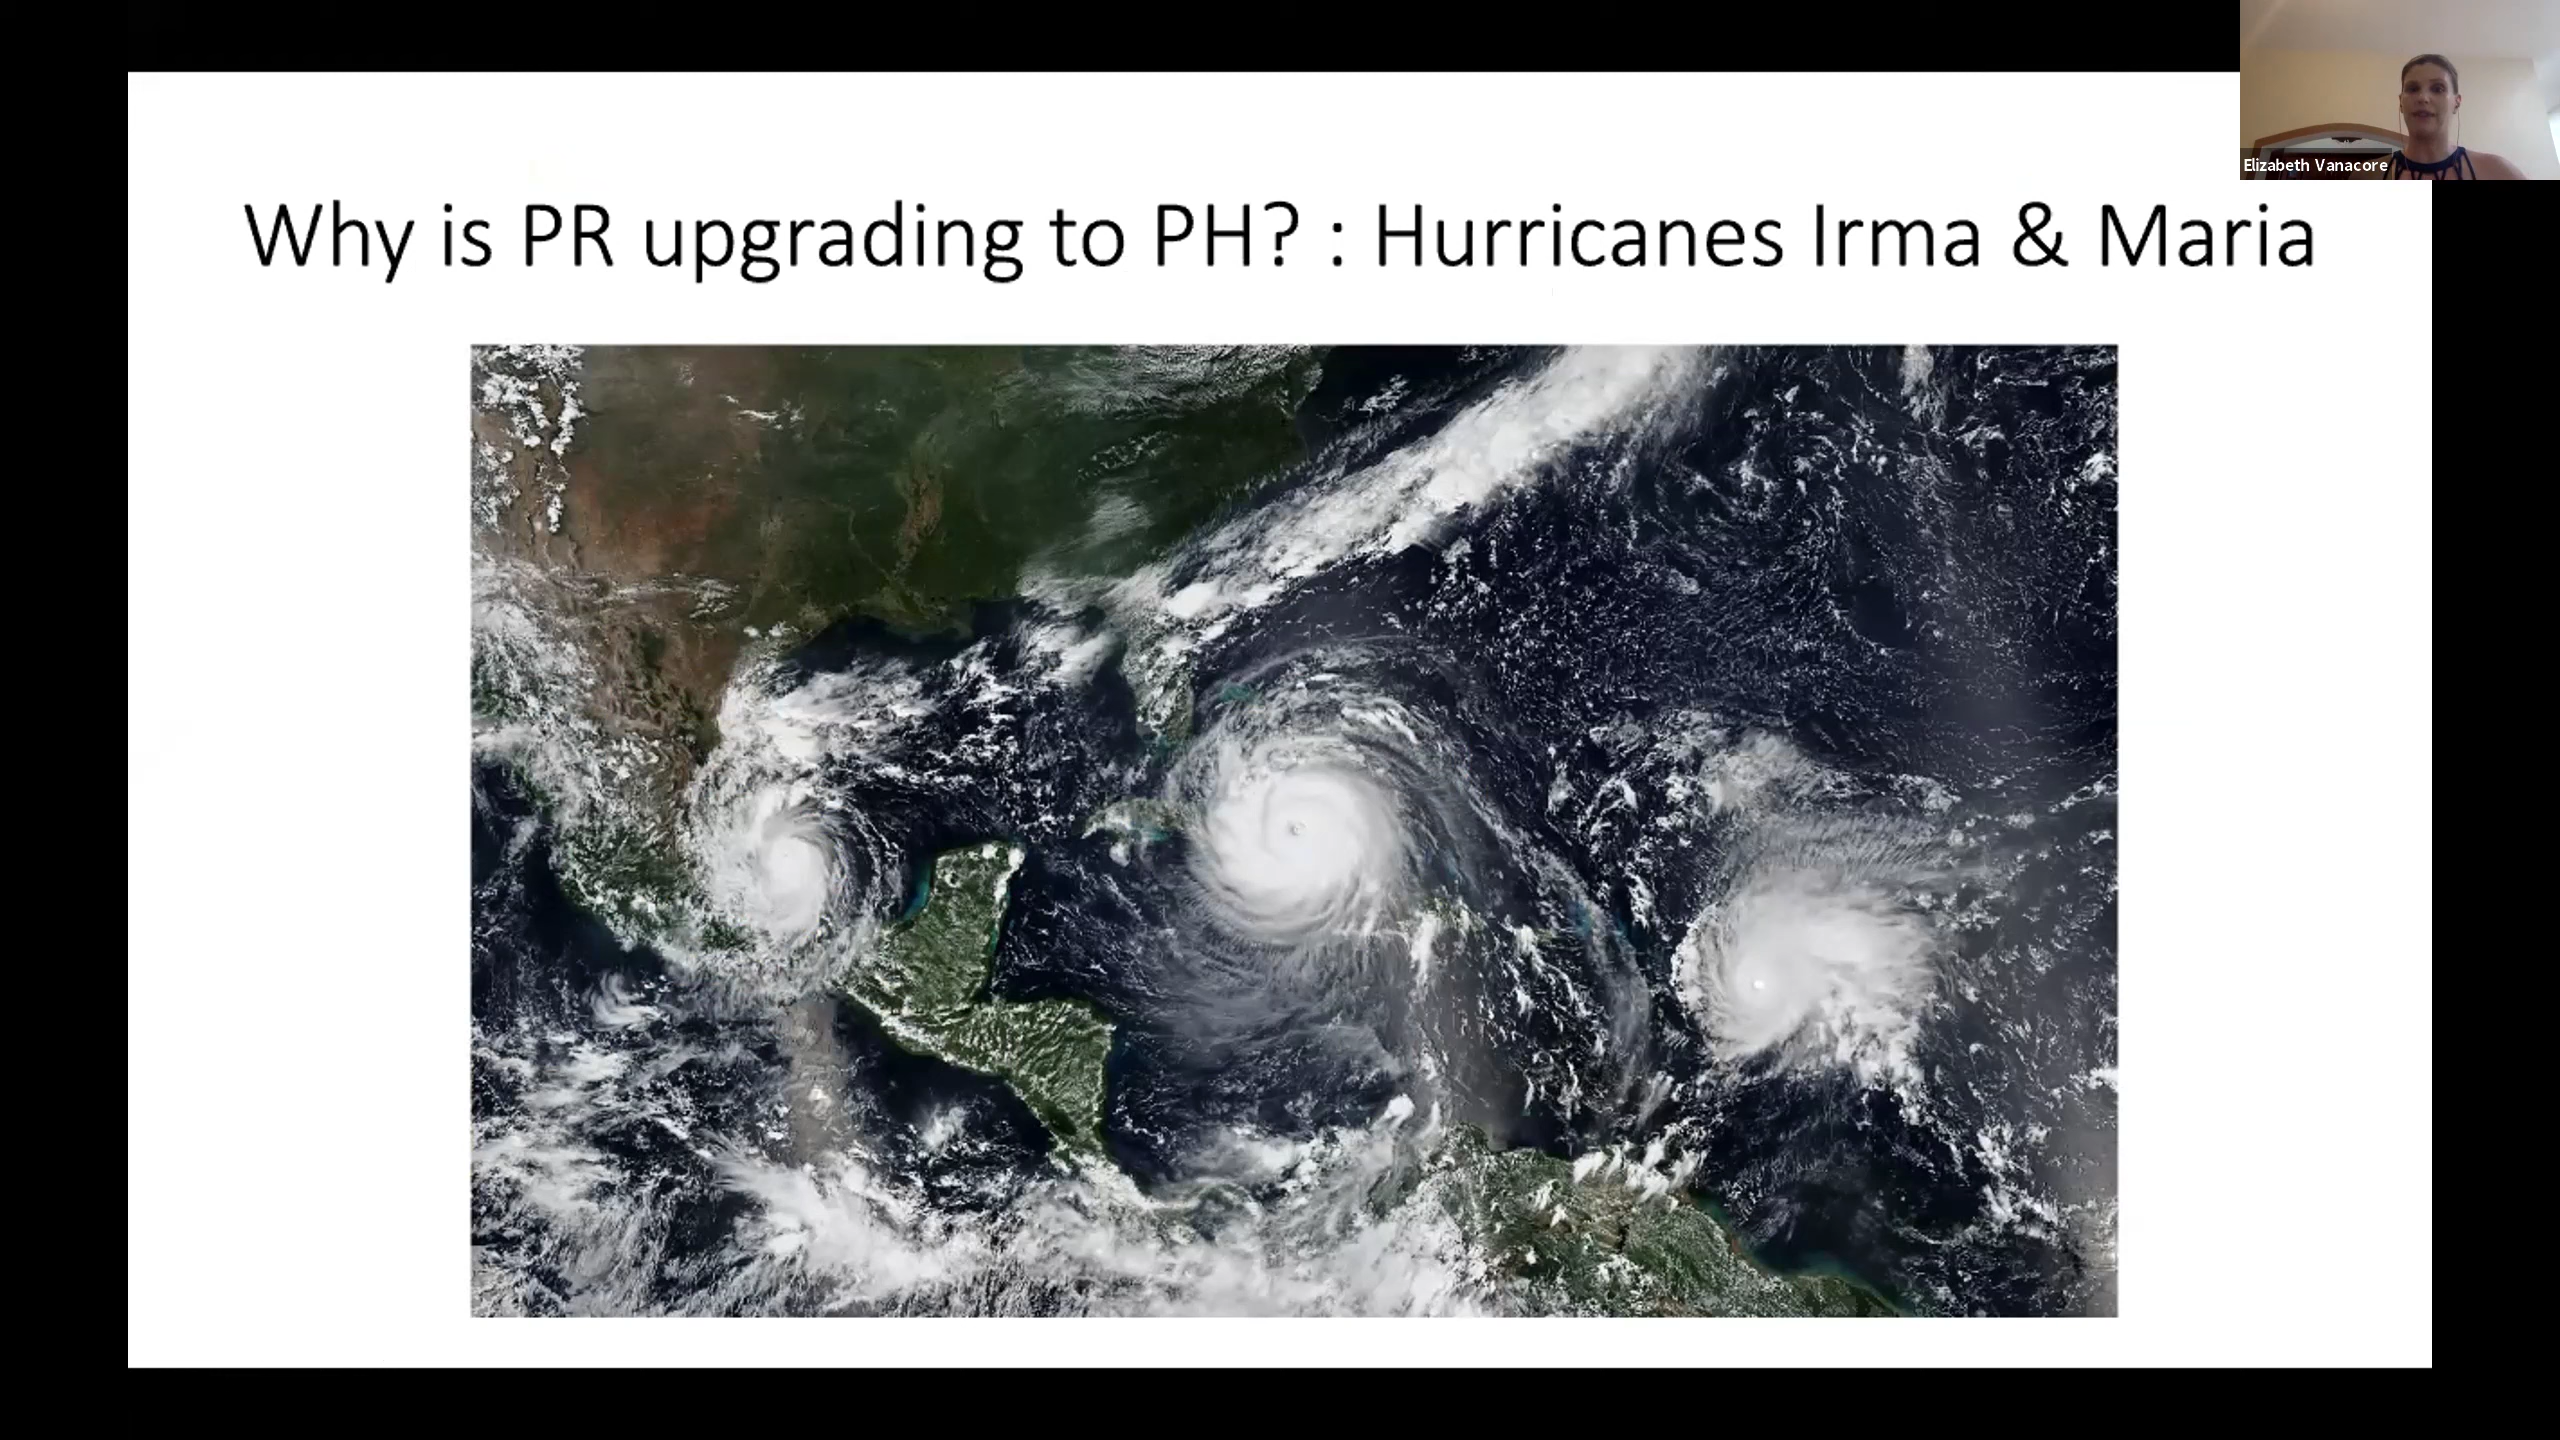 Elizabeth Vanacore
Why is PR upgrading to PH? : Hurricanes Irma & Maria